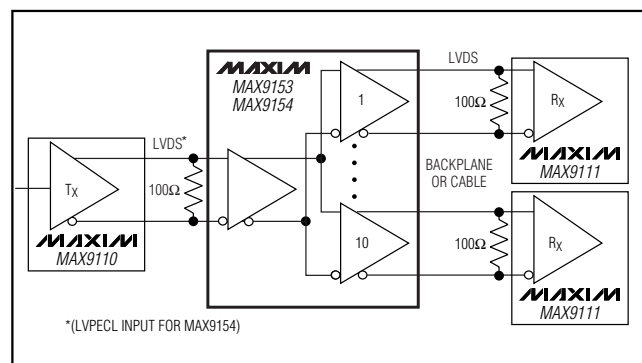 MAXIM
MAX9153
MAX9154
1
10
LVDS*
Tx
100Ω
MAXIM
MAX9110
LVDS
100Ω
Rx
MAXIM
MAX9111
BACKPLANE
OR CABLE
100Ω
Rx
MAXIM
MAX9111
*(LVPECL INPUT FOR MAX9154)